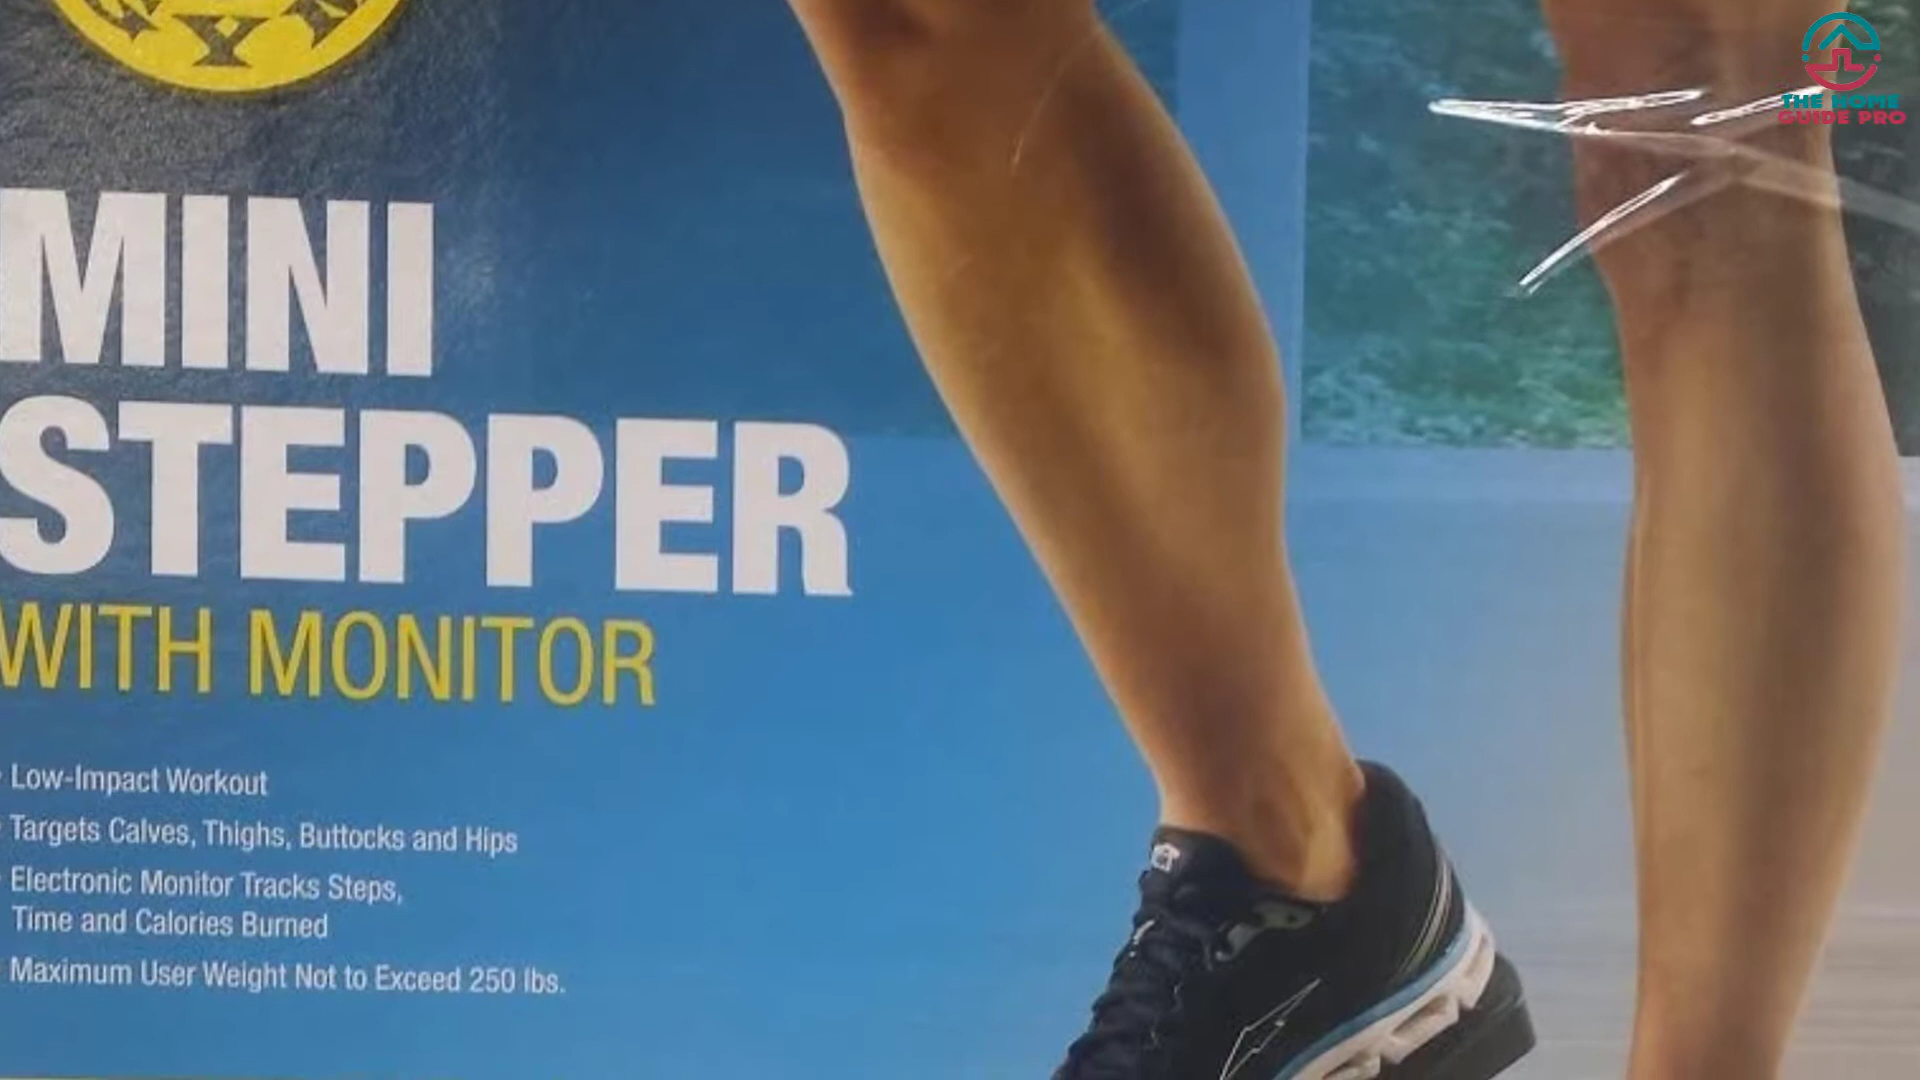 GYM
MINI
STEPPER
WITH MONITOR
Low-Impact Workout
Targets Calves, Thighs, Buttocks and Hips
Electronic Monitor Tracks Steps,
Time and Calories Burned
Maximum User Weight Not to Exceed 250 lbs.
THE HOME
GUIDE PRO